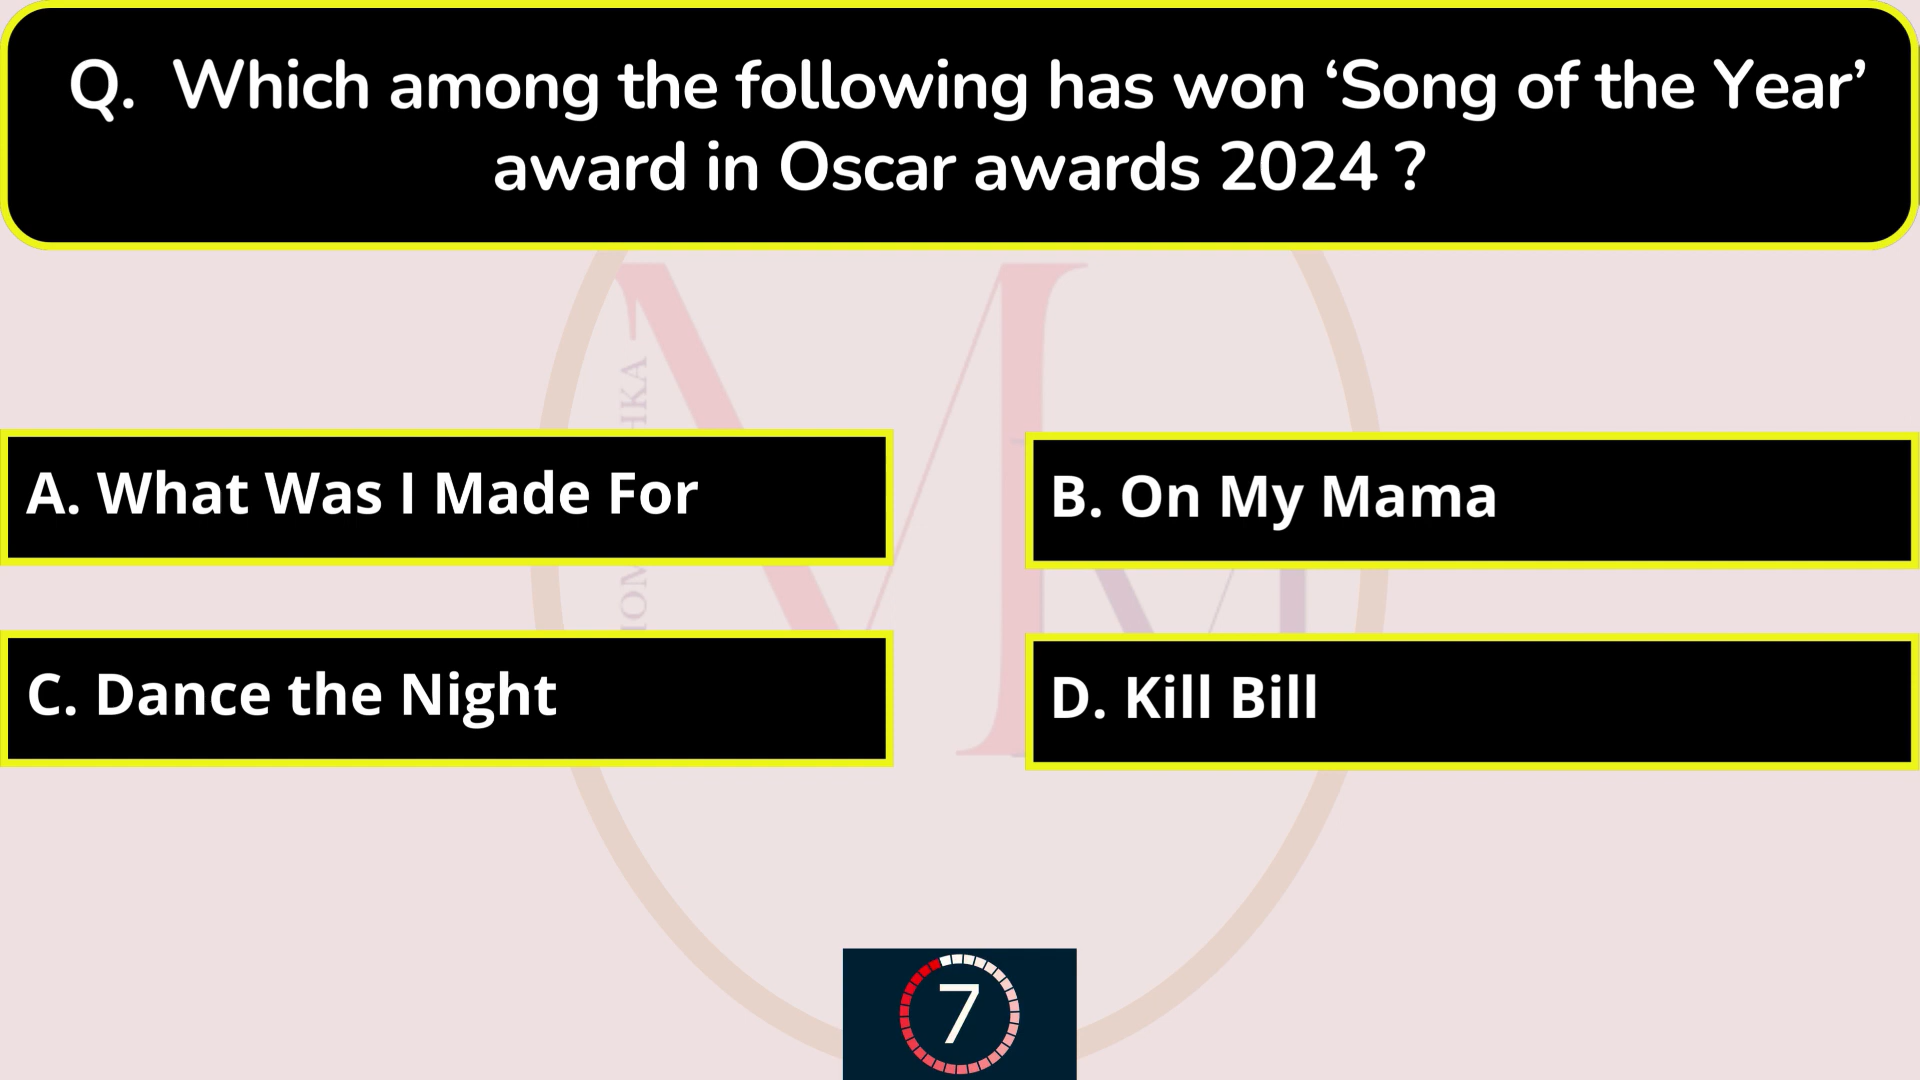 Q. Which among the following has won ‘Song of the Year’
award in Oscar awards 2024 ?
A. What Was I Made For
B. On My Mama
C. Dance the Night
D. Kill Bill
7